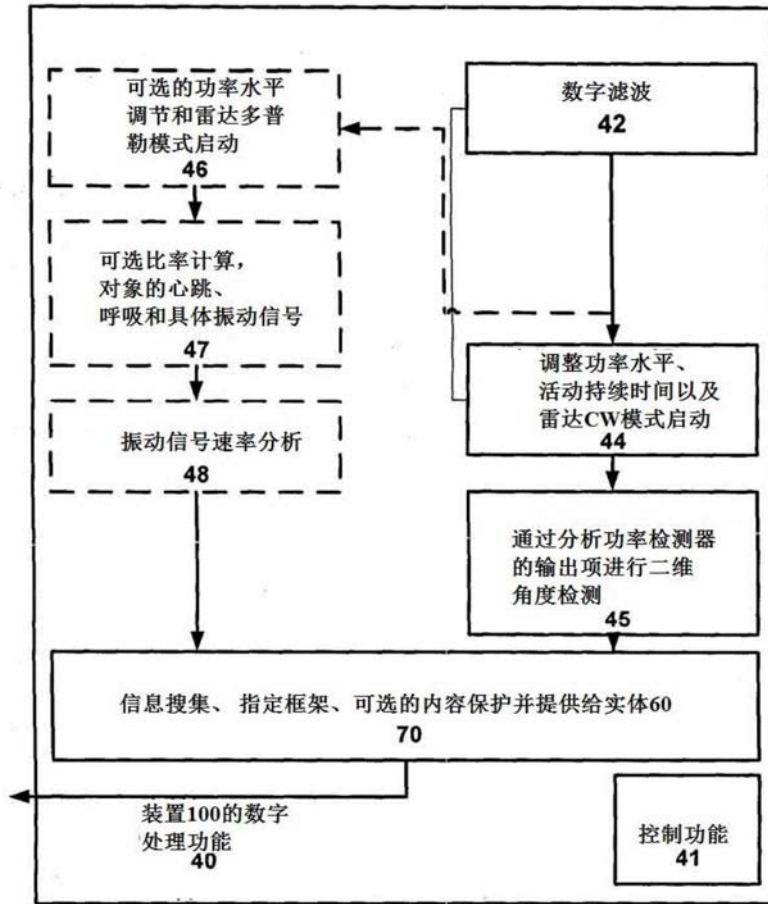 可选的功率水平
调节和雷达多普
勒模式启动
46
数字滤波
42
可选比率计算，
对象的心跳、
呼吸和具体振动信号
47
调整功率水平、
活动持续时间以及
雷达CW模式启动
44
振动信号速率分析
48
通过分析功率检测器
的输出项进行二维
角度检测
45
信息搜集、指定框架、可选的内容保护并提供给实体60
70
装置100的数字
处理功能
40
控制功能
41